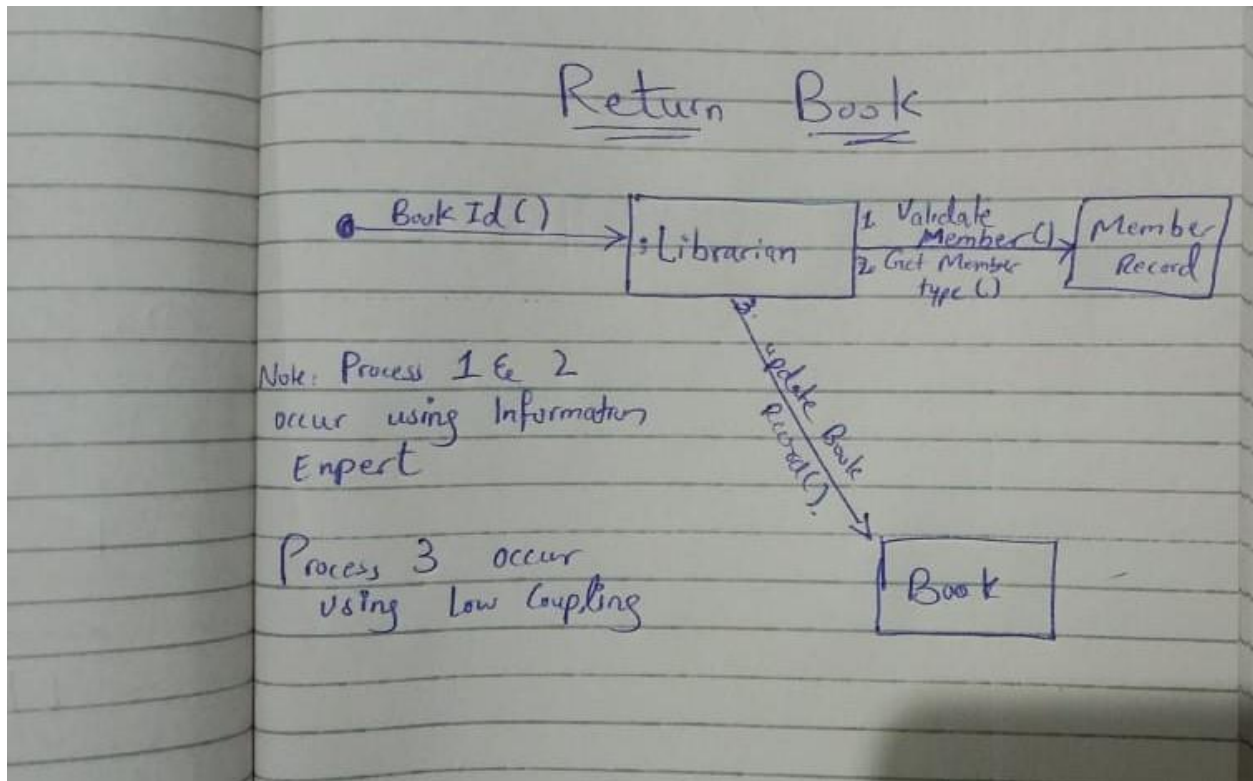 Return Book
Book Id()
:Librarian
1. Validate
Member()
2. Get Member
type()
Member
Record
3. update Book
record().
Book
Note: Process 1 & 2
occur using Information
Enpert
Process 3 occur
using Low Coupling